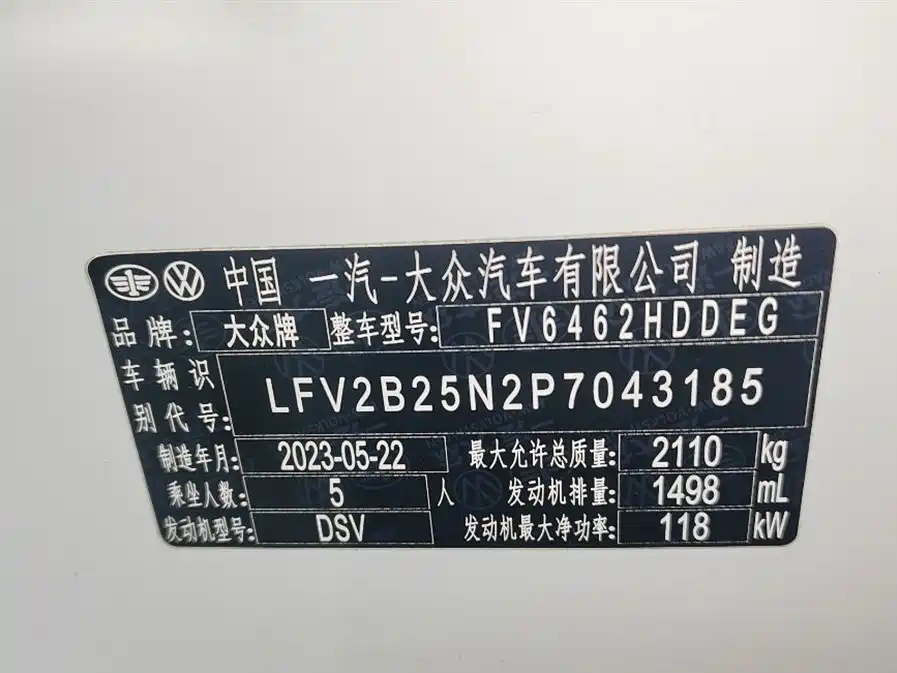 中国 一汽-大众汽车有限公司 制造
品牌: 大众牌 整车型号: FV6462HDDEG
车辆识别代号: LFV2B25N2P7043185
制造年月: 2023-05-22 最大允许总质量: 2110 kg
乘坐人数: 5 人 发动机排量: 1498 mL
发动机型号: DSV 发动机最大净功率: 118 kW